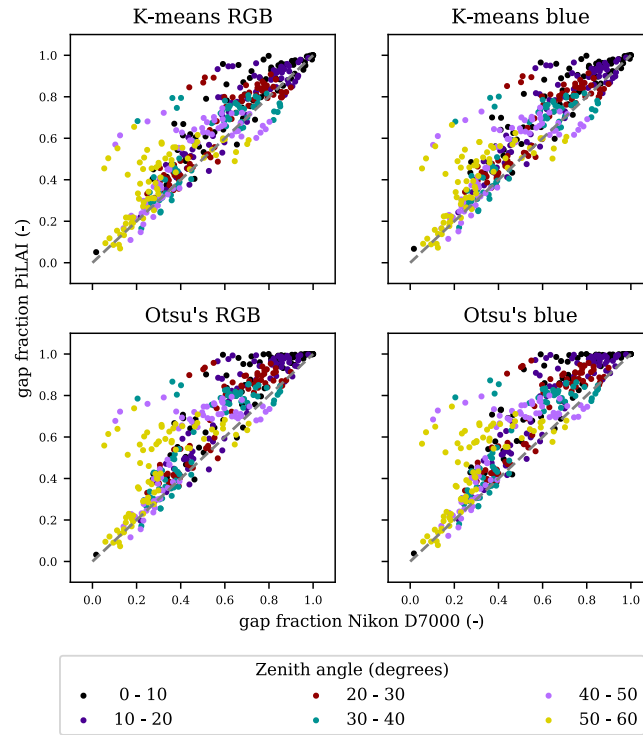 K-means RGB K-means blue
1.0
0.8
0.6
0.4
0.2
0.0
Otsu's RGB Otsu's blue
1.0
0.8
0.6
0.4
0.2
0.0
gap fraction PiLAI (-)
0.0 0.2 0.4 0.6 0.8 1.0 0.0 0.2 0.4 0.6 0.8 1.0
gap fraction Nikon D7000 (-)
Zenith angle (degrees)
0 - 10 20 - 30 40 - 50
10 - 20 30 - 40 50 - 60